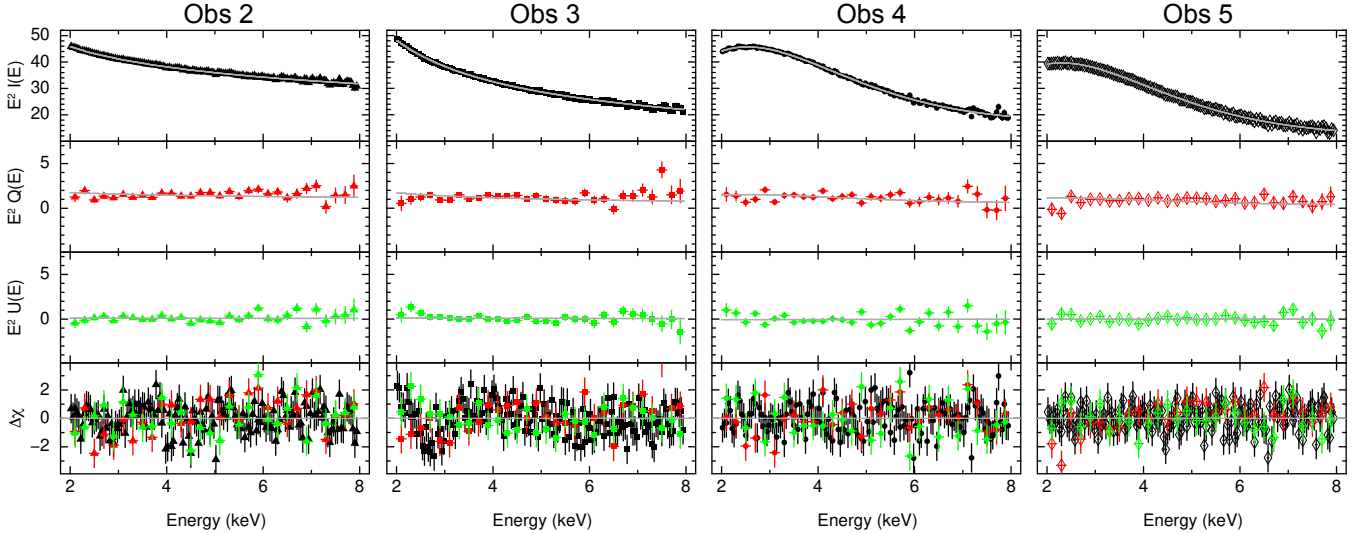 Obs 2 Obs 3 Obs 4 Obs 5
E² I(E)
50
40
30
20
E² Q(E)
5
0
E² U(E)
5
0
Δχ
2
0
−2
2 4 6 8 2 4 6 8 2 4 6 8 2 4 6 8
Energy (keV) Energy (keV) Energy (keV) Energy (keV)